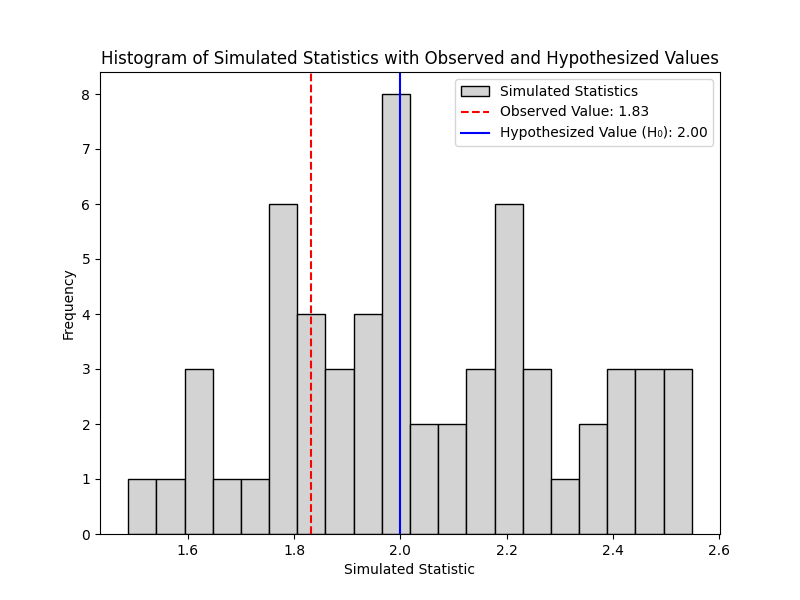 Histogram of Simulated Statistics with Observed and Hypothesized Values
Simulated Statistics
Observed Value: 1.83
Hypothesized Value (H₀): 2.00
Frequency
8
7
6
5
4
3
2
1
0
1.6 1.8 2.0 2.2 2.4 2.6
Simulated Statistic